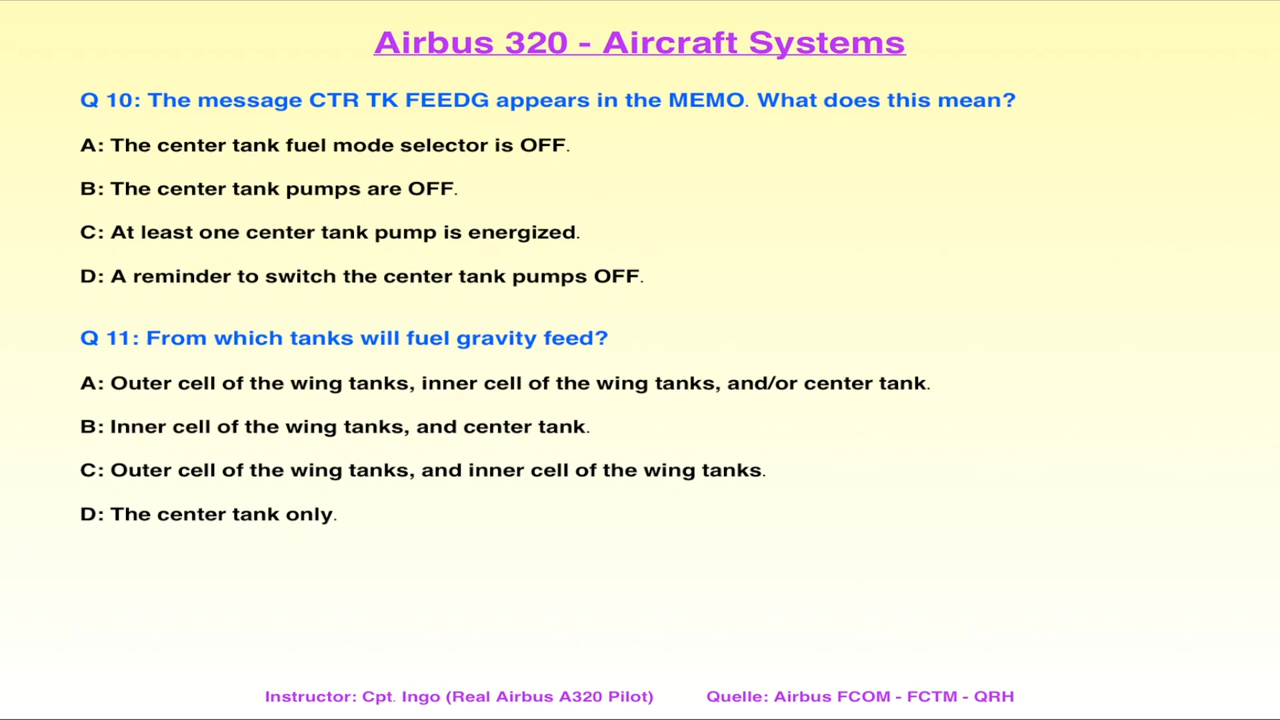 Airbus 320 - Aircraft Systems
Q 10: The message CTR TK FEEDG appears in the MEMO. What does this mean?
A: The center tank fuel mode selector is OFF.
B: The center tank pumps are OFF.
C: At least one center tank pump is energized.
D: A reminder to switch the center tank pumps OFF.
Q 11: From which tanks will fuel gravity feed?
A: Outer cell of the wing tanks, inner cell of the wing tanks, and/or center tank.
B: Inner cell of the wing tanks, and center tank.
C: Outer cell of the wing tanks, and inner cell of the wing tanks.
D: The center tank only.
Instructor: Cpt. Ingo (Real Airbus A320 Pilot) Quelle: Airbus FCOM - FCTM - QRH